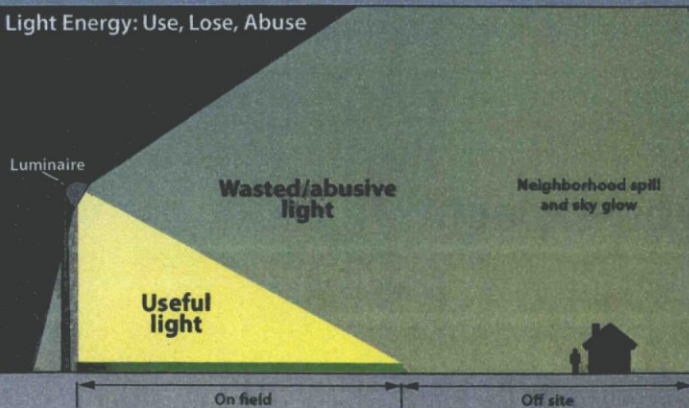 Light Energy: Use, Lose, Abuse
Luminaire
Wasted/abusive
light
Neighborhood spill
and sky glow
Useful
light
On field
Off site